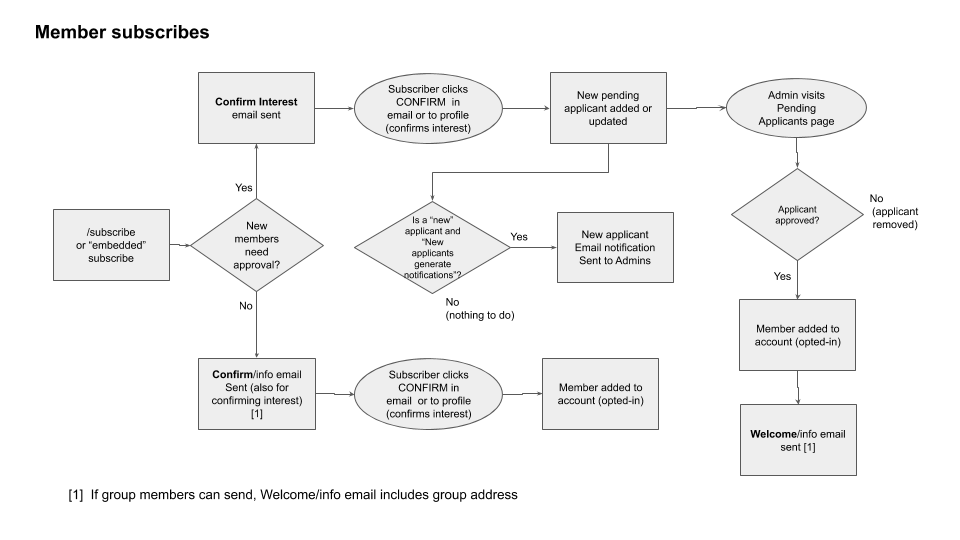 Member subscribes
Confirm Interest
email sent
Subscriber clicks
CONFIRM in
email or to profile
(confirms interest)
New pending
applicant added or
updated
Admin visits
Pending
Applicants page
Yes
/subscribe
or “embedded”
subscribe
New
members
need
approval?
Is a “new”
applicant and
“New
applicants
generate
notifications”?
Yes
New applicant
Email notification
Sent to Admins
Applicant
approved?
No
(applicant
removed)
No
(nothing to do)
Yes
No
Member added to
account (opted-in)
Confirm/info email
Sent (also for
confirming interest)
[1]
Subscriber clicks
CONFIRM in
email or to profile
(confirms interest)
Member added to
account (opted-in)
Welcome/info email
sent [1]
[1] If group members can send, Welcome/info email includes group address